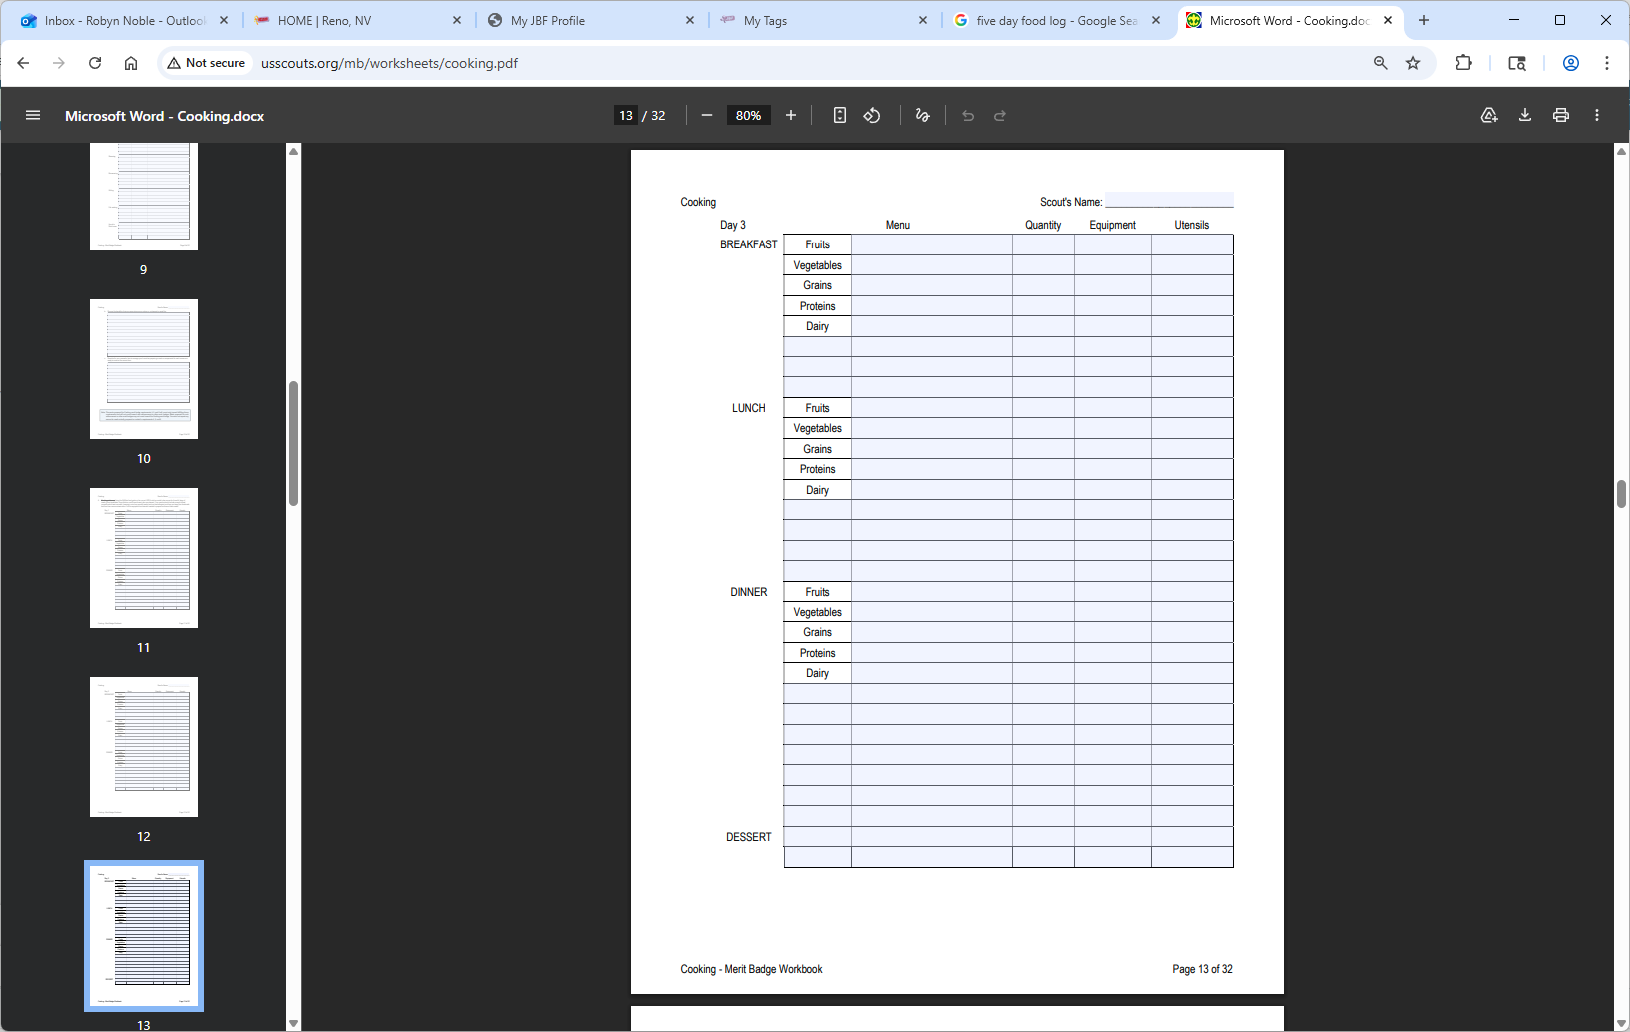 Inbox - Robyn Noble - Outlook
HOME | Reno, NV
My JBF Profile
My Tags
five day food log - Google Sea
Microsoft Word - Cooking.doc
Not secure
usscouts.org/mb/worksheets/cooking.pdf
Microsoft Word - Cooking.docx
13 / 32
80%
9
10
11
12
13
Cooking
Scout's Name:
Day 3 Menu Quantity Equipment Utensils
BREAKFAST Fruits
Vegetables
Grains
Proteins
Dairy
LUNCH Fruits
Vegetables
Grains
Proteins
Dairy
DINNER Fruits
Vegetables
Grains
Proteins
Dairy
DESSERT
Cooking - Merit Badge Workbook
Page 13 of 32